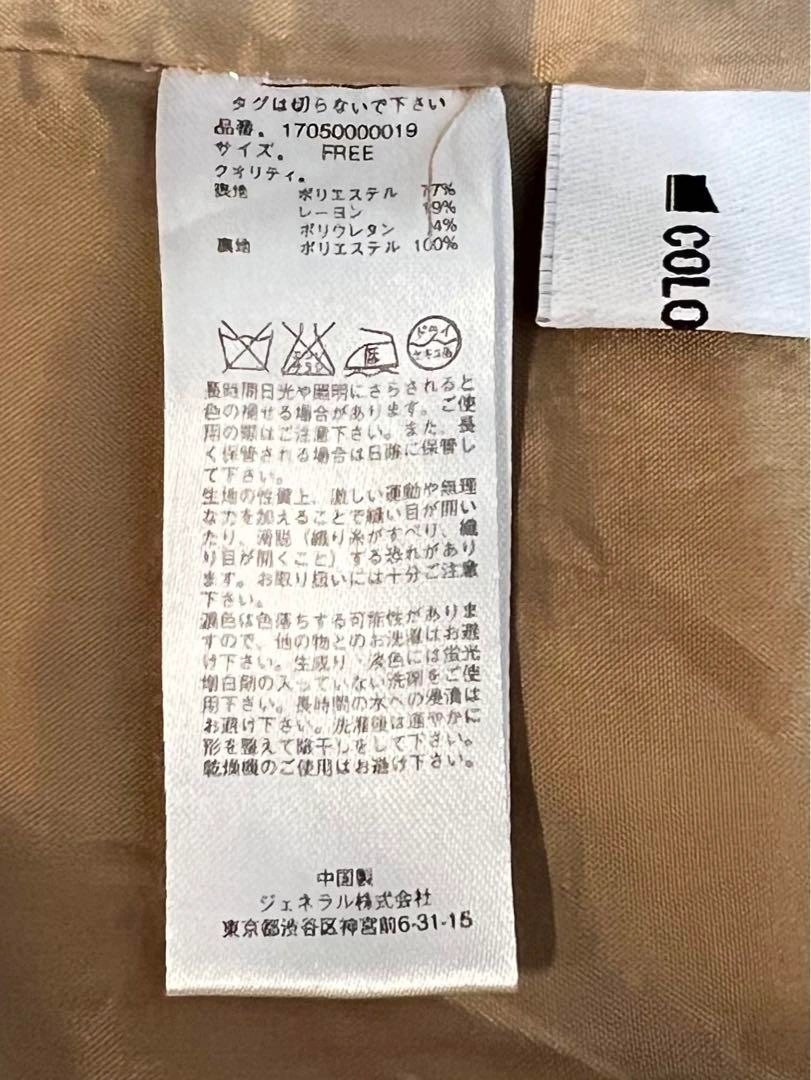 タグは切らないで下さい
品番. 17050000019
サイズ. FREE
クオリティ.
表地 ポリエステル 77%
レーヨン 19%
ポリウレタン 4%
裏地 ポリエステル 100%
エンソ
サラシ
中
ドライ
セキユ系
長時間日光や照明にさらされると
色の褪せる場合があります。ご使
用の際はご注意下さい。また、長
く保管される場合は日陰に保管し
て下さい。
生地の性質上、激しい運動や無理
な力を加えることで縫い目が開い
たり、滑脱(織り糸がすべり、織
り目が開くこと)する恐れがあり
ます。お取り扱いには十分ご注意
下さい。
濃色は色落ちする可能性がありま
すので、他の物とのお洗濯はお避
け下さい。生成り・淡色には蛍光
増白剤の入っていない洗剤をご使
用下さい。長時間の水への浸漬は
お避け下さい。洗濯後は速やかに
形を整えて陰干しをして下さい。
乾燥機のご使用はお避け下さい。
中国製
ジェネラル株式会社
東京都渋谷区神宮前6-31-15
COLO